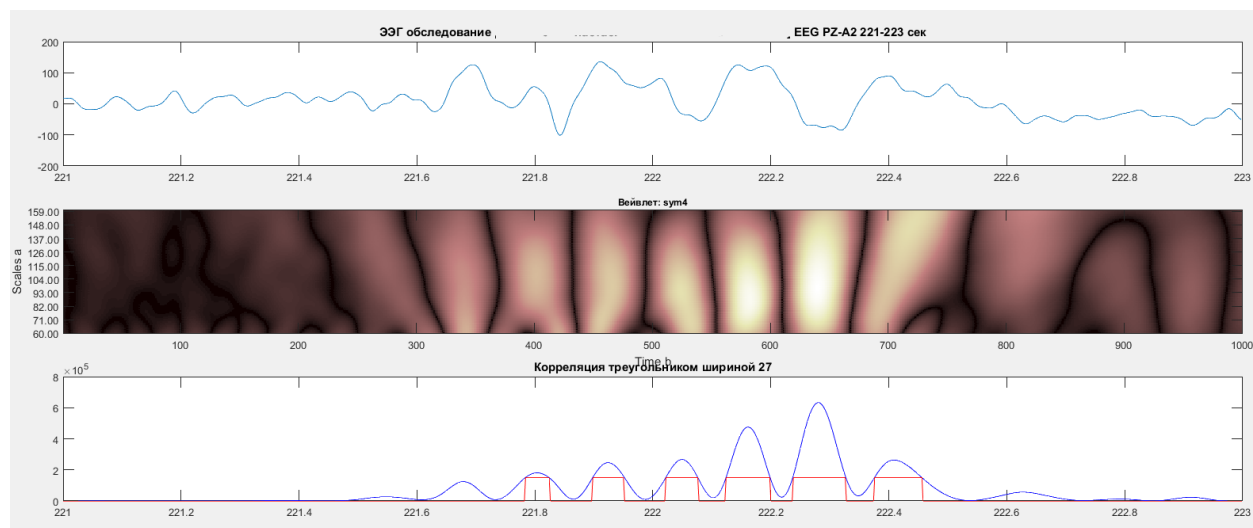 ЭЭГ обследование EEG PZ-A2 221-223 сек
200
100
0
-100
-200
221 221.2 221.4 221.6 221.8 222 222.2 222.4 222.6 222.8 223
Вейвлет: sym4
Scales a
159.00
148.00
137.00
126.00
115.00
104.00
93.00
82.00
71.00
60.00
100 200 300 400 500 600 700 800 900 1000
Time b
Корреляция треугольником шириной 27
× 10^5
8
6
4
2
0
221 221.2 221.4 221.6 221.8 222 222.2 222.4 222.6 222.8 223